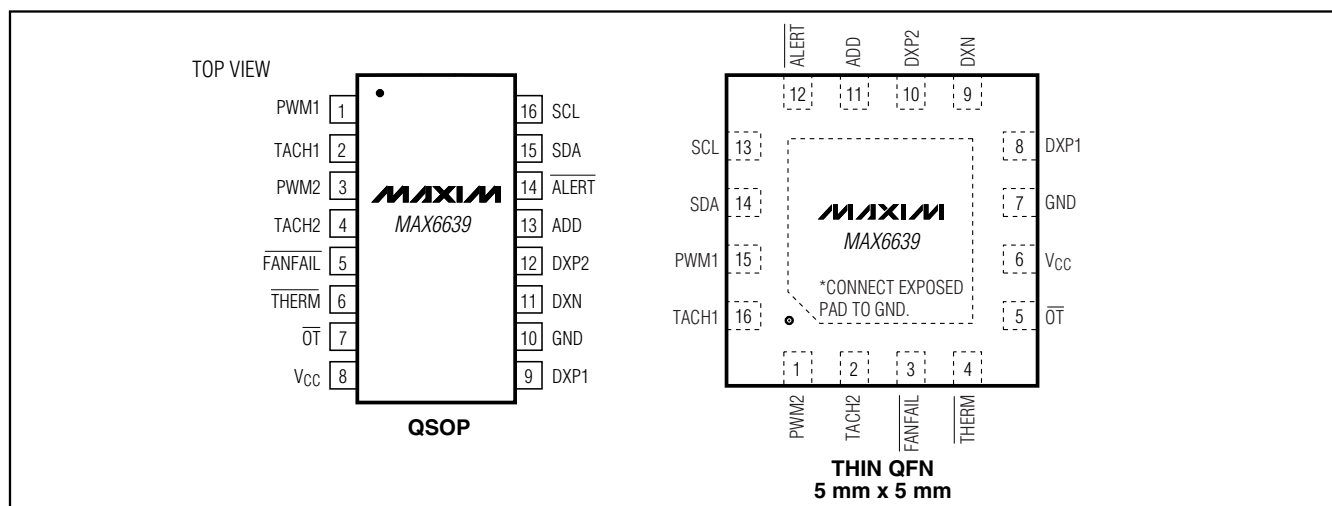 TOP VIEW
PWM1 1
TACH1 2
PWM2 3
TACH2 4
FANFAIL 5
THERM 6
OT 7
VCC 8
16 SCL
15 SDA
14 ALERT
13 ADD
12 DXP2
11 DXN
10 GND
9 DXP1
MAXIM
MAX6639
QSOP
ALERT ADD DXP2 DXN
12 11 10 9
SCL 13
SDA 14
PWM1 15
TACH1 16
8 DXP1
7 GND
6 VCC
5 OT
MAXIM
MAX6639
*CONNECT EXPOSED
PAD TO GND.
1 2 3 4
PWM2 TACH2 FANFAIL THERM
THIN QFN
5 mm x 5 mm